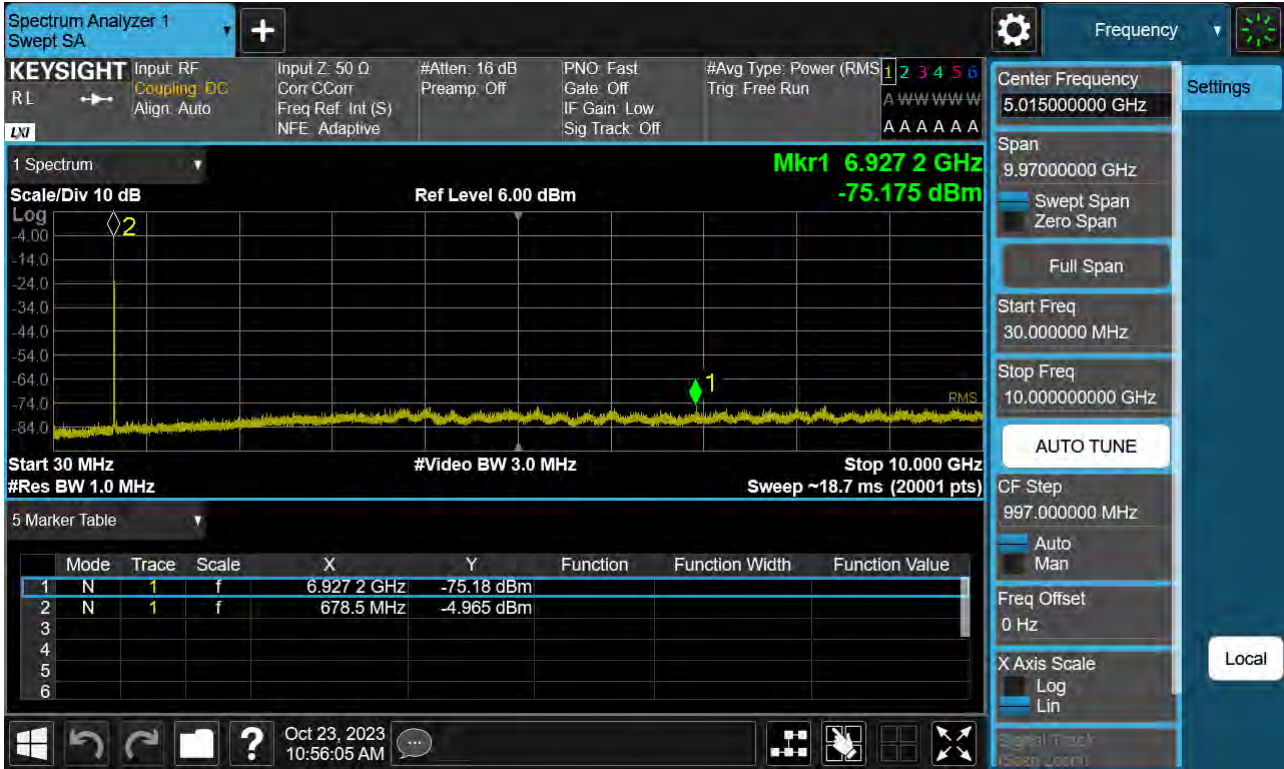 Spectrum Analyzer 1
Swept SA
+
Frequency
KEYSIGHT
RL
LXI
Input: RF
Coupling: DC
Align: Auto
Input Z: 50 Ω
Corr CCorr
Freq Ref: Int (S)
NFE: Adaptive
#Atten: 16 dB
Preamp: Off
PNO: Fast
Gate: Off
IF Gain: Low
Sig Track: Off
#Avg Type: Power (RMS
Trig: Free Run
1 2 3 4 5 6
A W W W W W
A A A A A A
1 Spectrum
Mkr1 6.927 2 GHz
Scale/Div 10 dB
Ref Level 6.00 dBm
-75.175 dBm
Log
2
-4.00
-14.0
-24.0
-34.0
-44.0
-54.0
-64.0
1
-74.0
RMS
-84.0
Start 30 MHz
#Video BW 3.0 MHz
Stop 10.000 GHz
#Res BW 1.0 MHz
Sweep ~18.7 ms (20001 pts)
5 Marker Table
Mode Trace Scale X Y Function Function Width Function Value
1 N 1 f 6.927 2 GHz -75.18 dBm
2 N 1 f 678.5 MHz -4.965 dBm
3
4
5
6
?
Oct 23, 2023
10:56:05 AM
Center Frequency
5.015000000 GHz
Settings
Span
9.97000000 GHz
Swept Span
Zero Span
Full Span
Start Freq
30.000000 MHz
Stop Freq
10.000000000 GHz
AUTO TUNE
CF Step
997.000000 MHz
Auto
Man
Freq Offset
0 Hz
X Axis Scale
Log
Lin
Local
Signal Track
(Span Zoom)